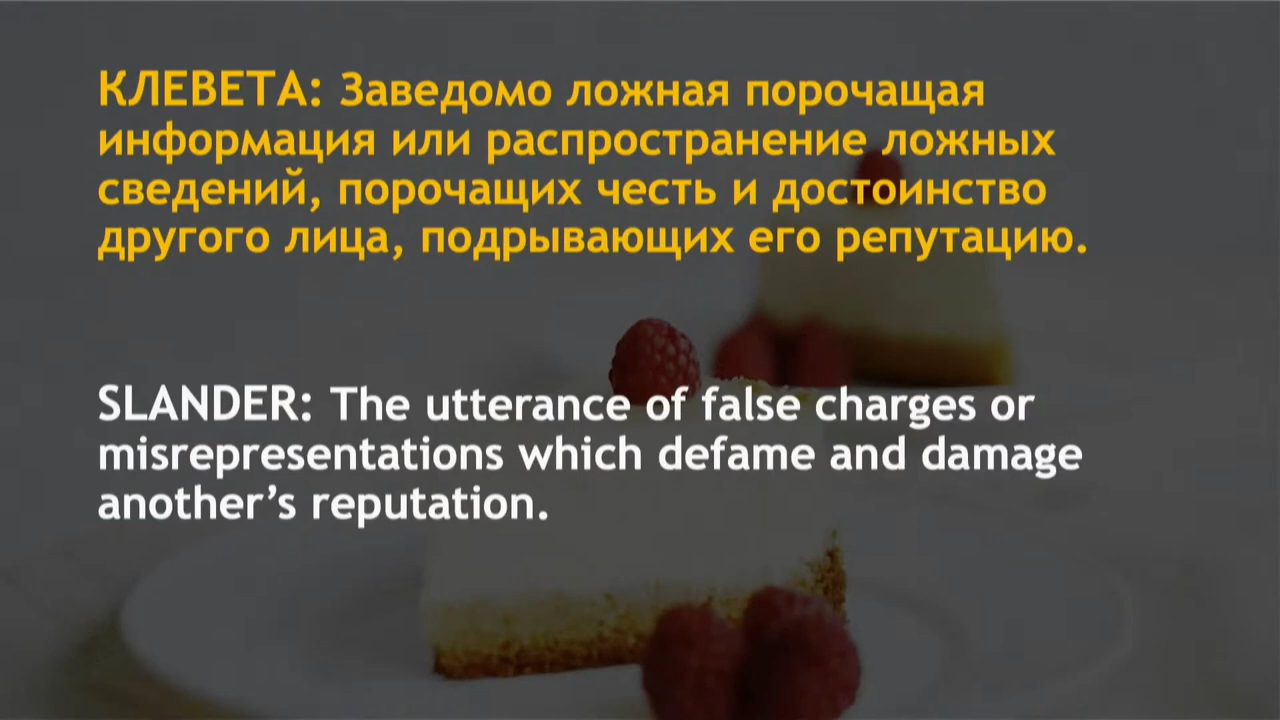 КЛЕВЕТА: Заведомо ложная порочащая
информация или распространение ложных
сведений, порочащих честь и достоинство
другого лица, подрывающих его репутацию.
SLANDER: The utterance of false charges or
misrepresentations which defame and damage
another’s reputation.